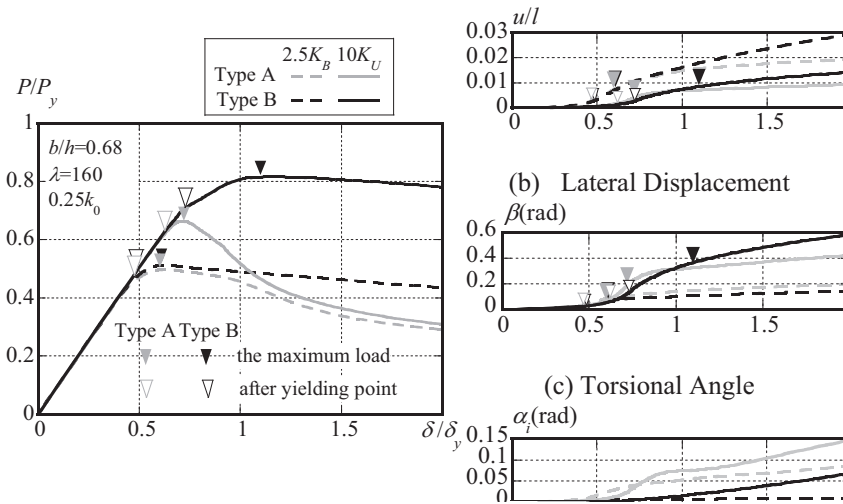 2.5K_B 10K_U
Type A
Type B
P/P_y
1
0.8
0.6
0.4
0.2
0
b/h=0.68
λ=160
0.25k_0
Type A Type B
the maximum load
after yielding point
0 0.5 1 1.5 δ/δ_y
u/l
0.03
0.02
0.01
0
0.5 1 1.5
(b) Lateral Displacement
β(rad)
0.6
0.4
0.2
0
0 0.5 1 1.5
(c) Torsional Angle
α_i(rad)
0.15
0.1
0.05